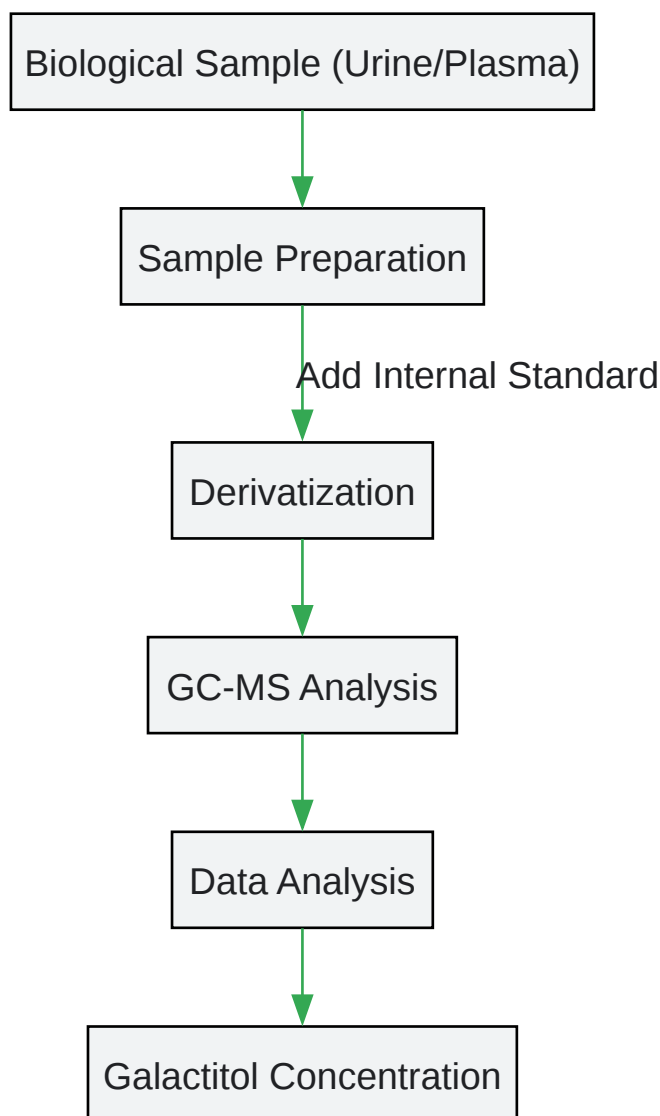 Biological Sample (Urine/Plasma)
Sample Preparation
Add Internal Standard
Derivatization
GC-MS Analysis
Data Analysis
Galactitol Concentration